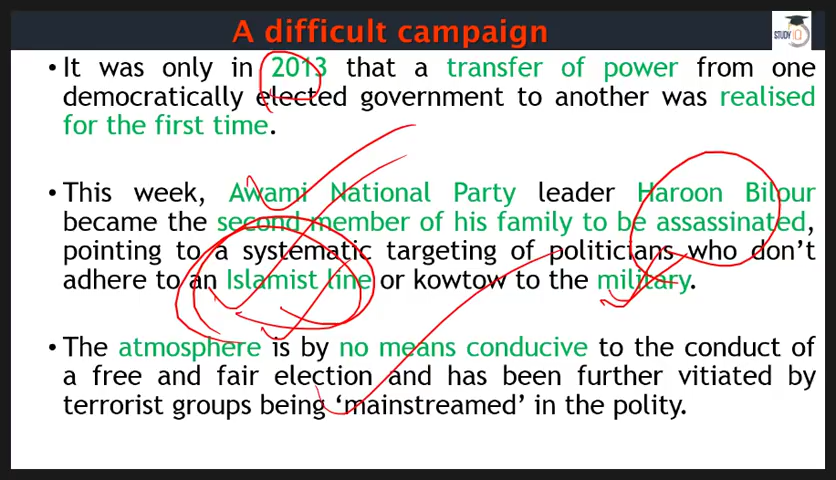 A difficult campaign
STUDY IQ
• It was only in 2013 that a transfer of power from one
democratically elected government to another was realised
for the first time.
• This week, Awami National Party leader Haroon Bilour
became the second member of his family to be assassinated,
pointing to a systematic targeting of politicians who don’t
adhere to an Islamist line or kowtow to the military.
• The atmosphere is by no means conducive to the conduct of
a free and fair election and has been further vitiated by
terrorist groups being ‘mainstreamed’ in the polity.